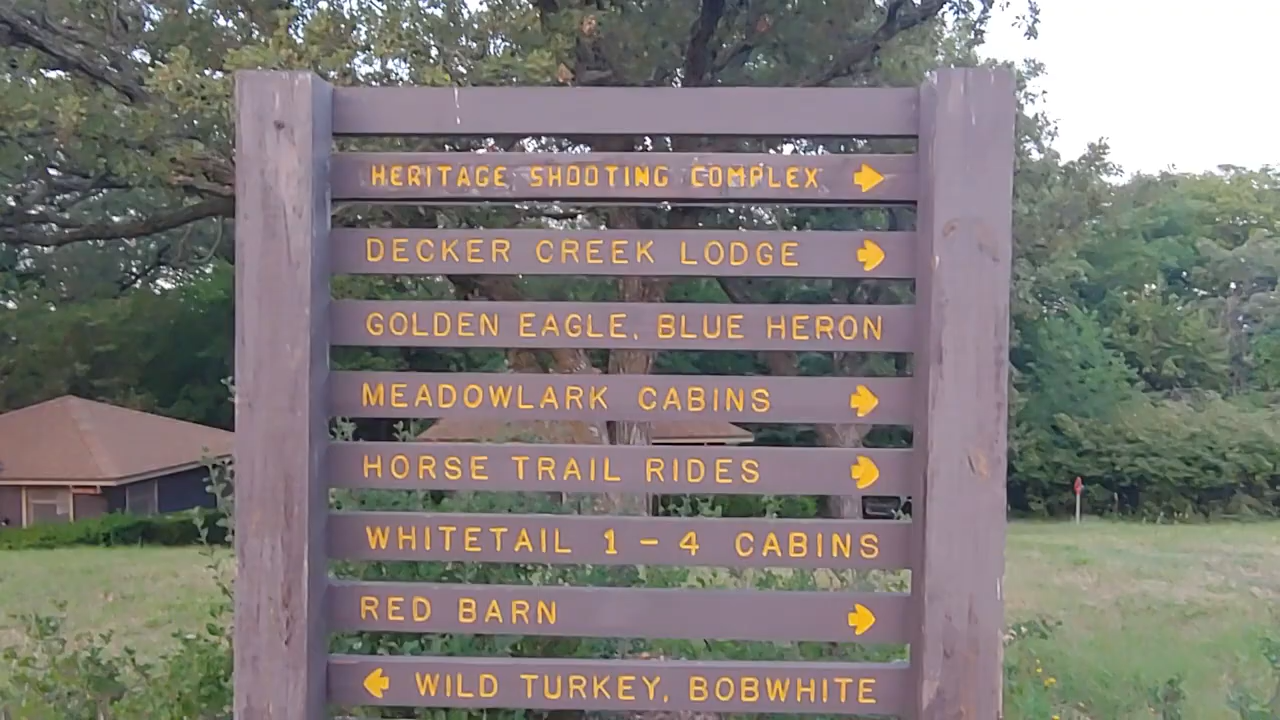 HERITAGE SHOOTING COMPLEX
DECKER CREEK LODGE
GOLDEN EAGLE, BLUE HERON
MEADOWLARK CABINS
HORSE TRAIL RIDES
WHITETAIL 1 - 4 CABINS
RED BARN
WILD TURKEY, BOBWHITE